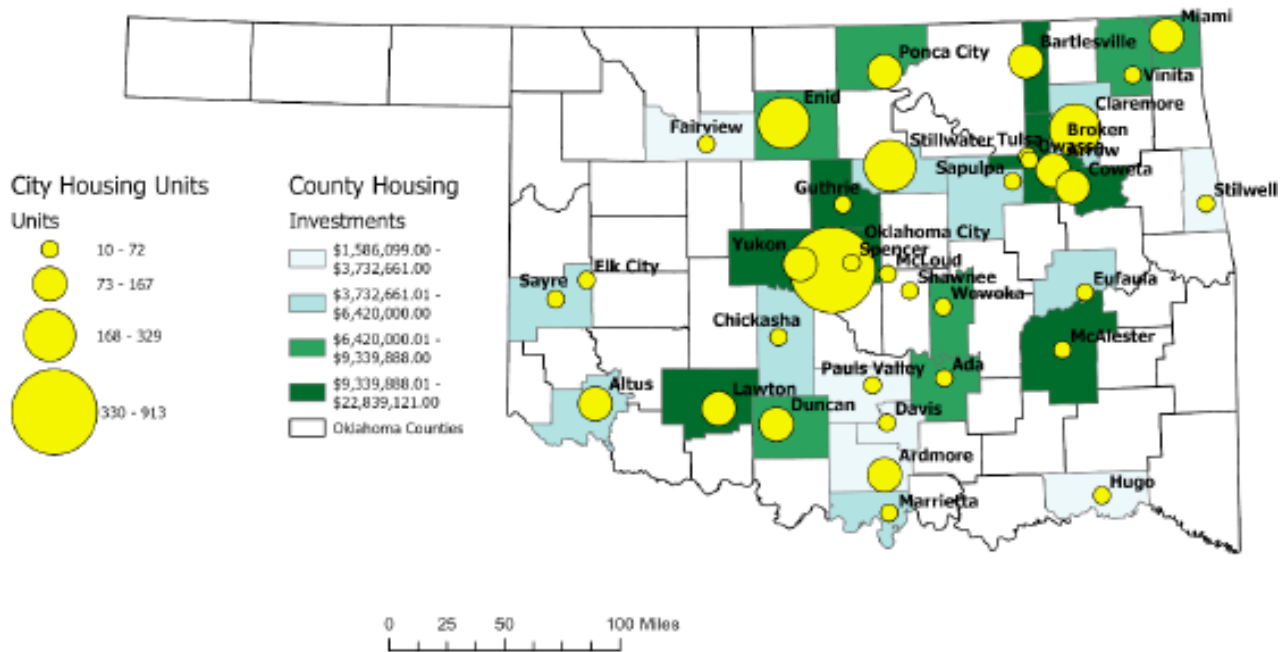 City Housing Units
Units
10 - 72
73 - 167
168 - 329
330 - 913
County Housing
Investments
$1,586,099.00 -
$3,732,661.00
$3,732,661.01 -
$6,420,000.00
$6,420,000.01 -
$9,339,888.00
$9,339,888.01 -
$22,839,121.00
Oklahoma Counties
Miami
Ponca City
Bartlesville
Vinita
Enid
Claremore
Fairview
Broken
Arrow
Stillwater
Tulsa
Owasso
Sapulpa
Coweta
Guthrie
Stilwell
Oklahoma City
Yukon
Spencer
McLoud
Elk City
Shawnee
Eufaula
Sayre
Wowoka
Chickasha
McAlester
Pauls Valley
Ada
Altus
Lawton
Duncan
Davis
Ardmore
Hugo
Marrietta
0 25 50 100 Miles